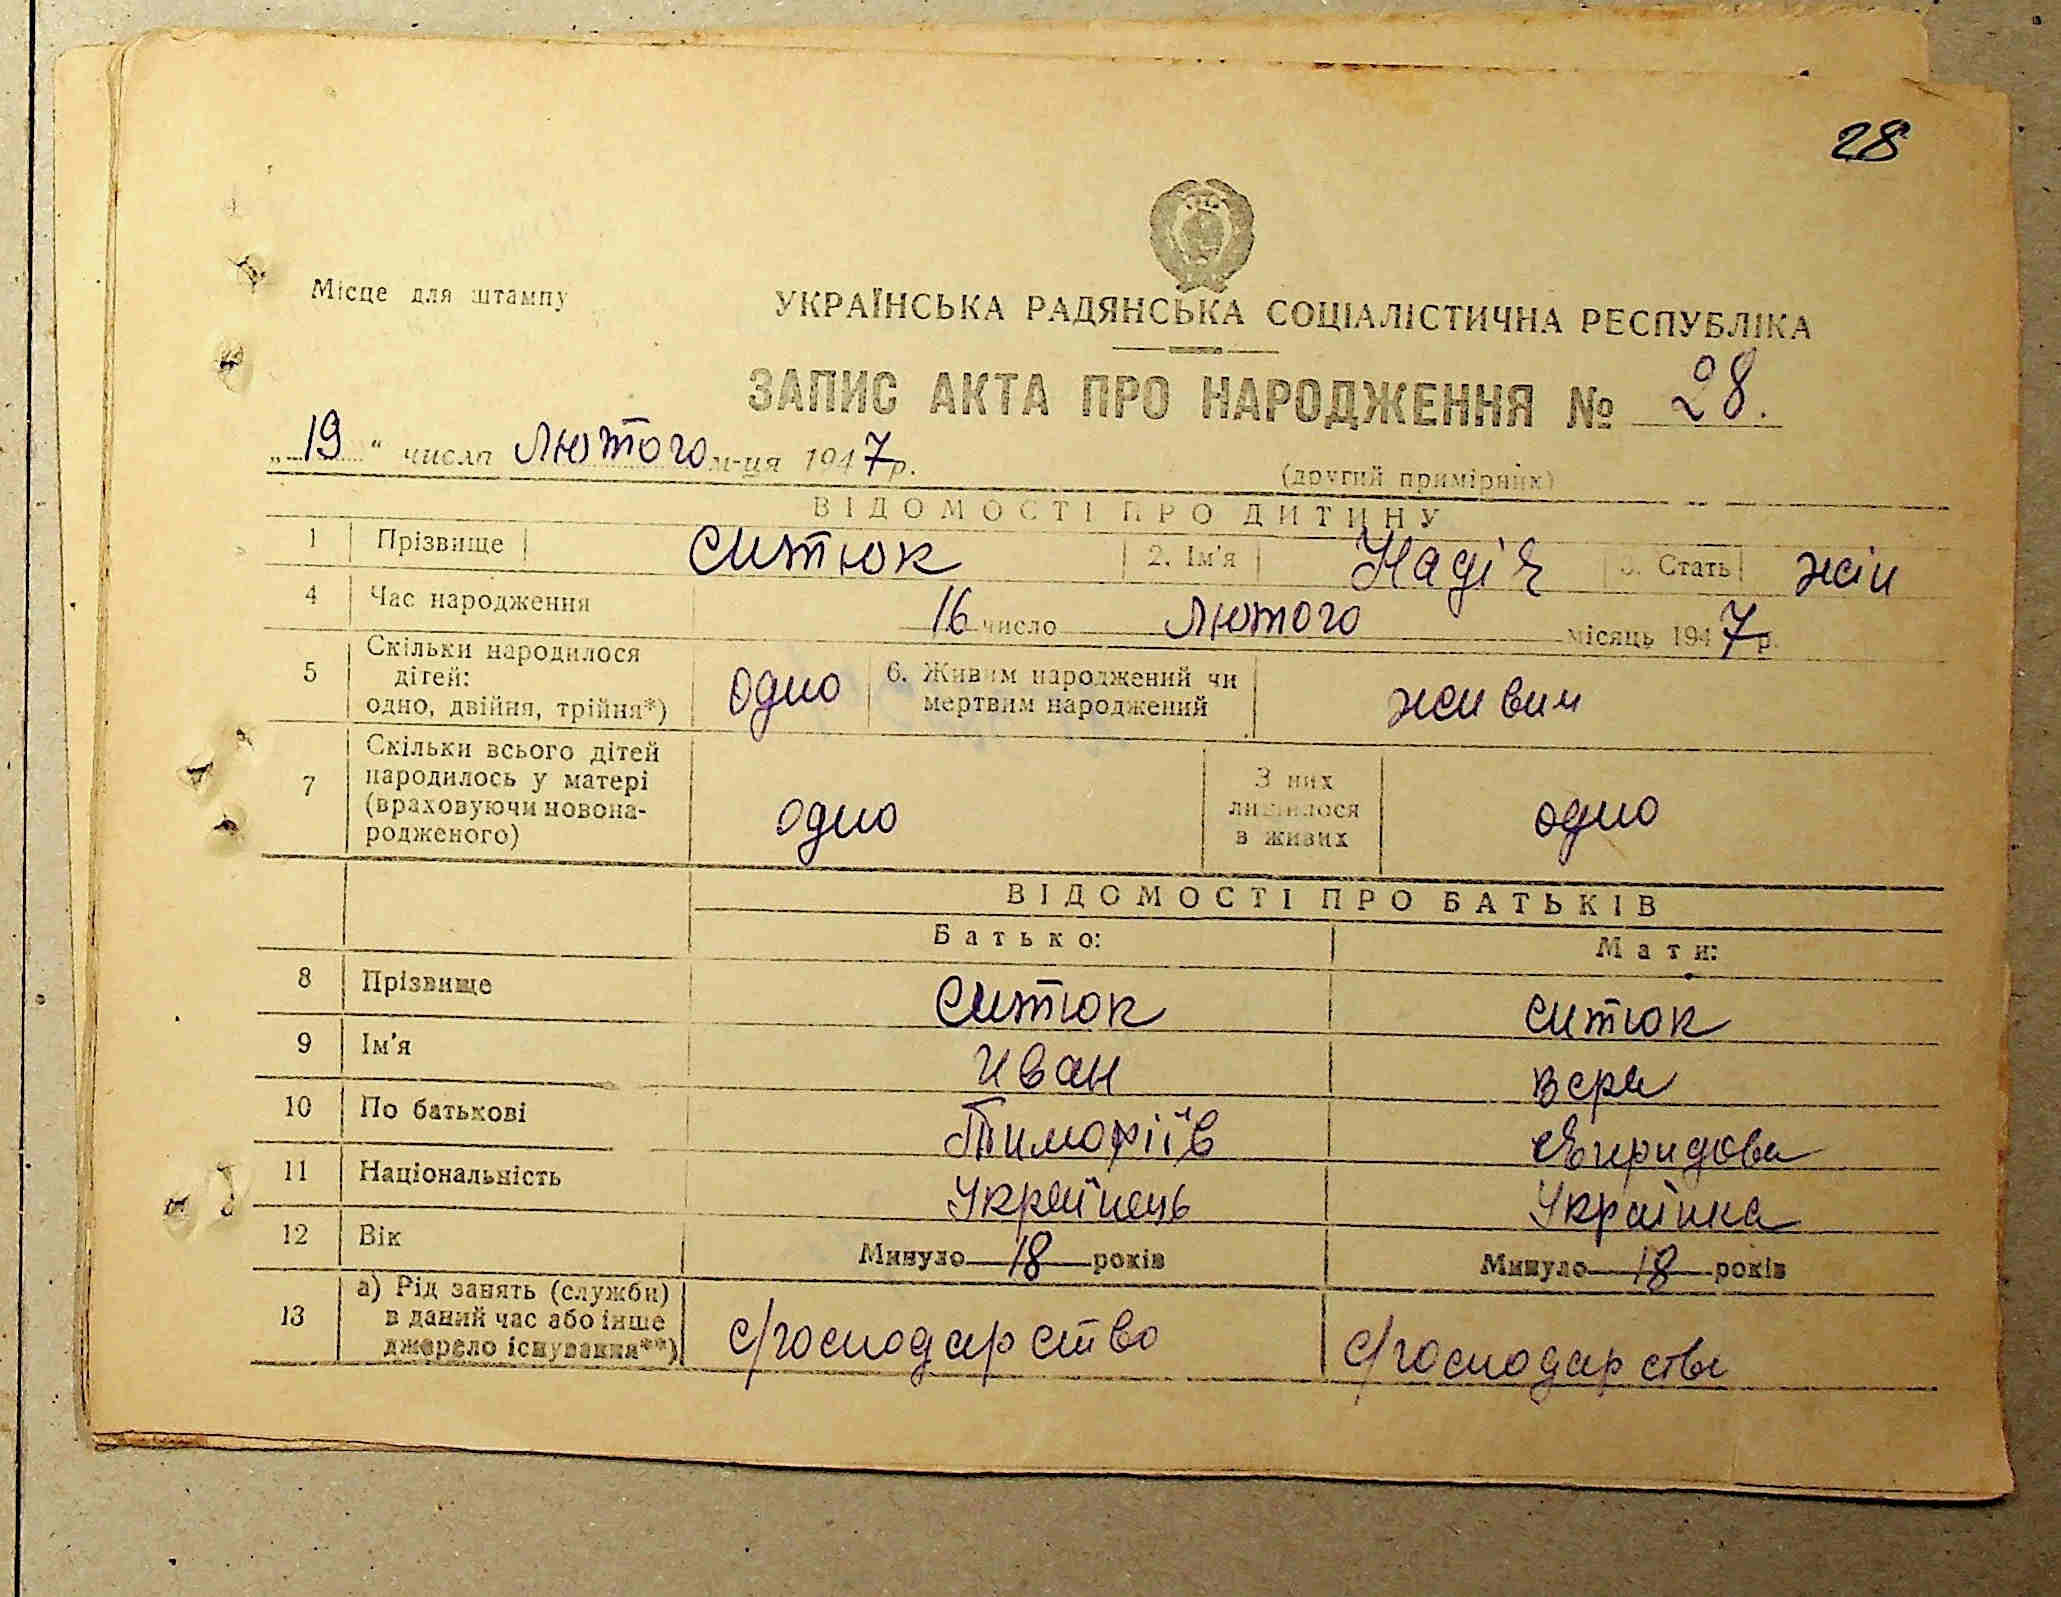 28
Місце для штампу
УКРАЇНСЬКА РАДЯНСЬКА СОЦІАЛІСТИЧНА РЕСПУБЛІКА
ЗАПИС АКТА ПРО НАРОДЖЕННЯ № 28.
„19“ числа Лютого м-ця 1947 р.
(другий примірник)
ВІДОМОСТІ ПРО ДИТИНУ
1 Прізвище Ситюк 2. Ім'я Надія 3. Стать жін
4 Час народження 16 число Лютого місяць 1947 р.
5 Скільки народилося дітей: одно, двійня, трійня*) одно 6. Живим народжений чи мертвим народжений живим
7 Скільки всього дітей народилось у матері (враховуючи новонародженого) одно З них лишилося в живих одно
ВІДОМОСТІ ПРО БАТЬКІВ
Батько: Мати:
8 Прізвище Ситюк Ситюк
9 Ім'я Иван Вера
10 По батькові Тимофіїв
11 Національність Українець Українка
12 Вік Минуло 18 років Минуло 18 років
13 а) Рід занять (служби) в даний час або інше джерело існування**) с/господарство с/господарство